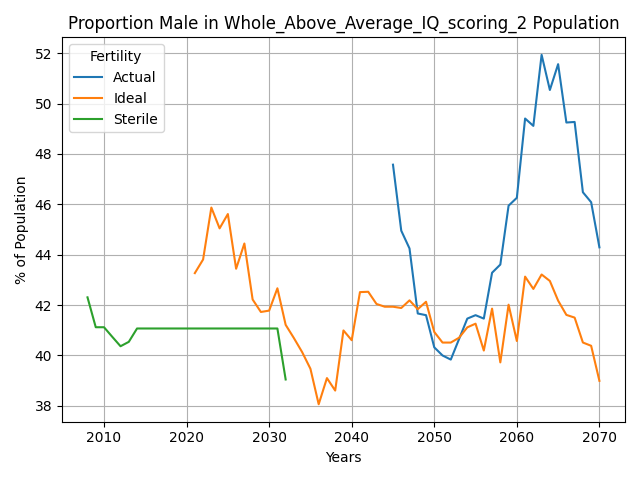 Proportion Male in Whole_Above_Average_IQ_scoring_2 Population
Fertility
Actual
Ideal
Sterile
% of Population
52
50
48
46
44
42
40
38
2010 2020 2030 2040 2050 2060 2070
Years